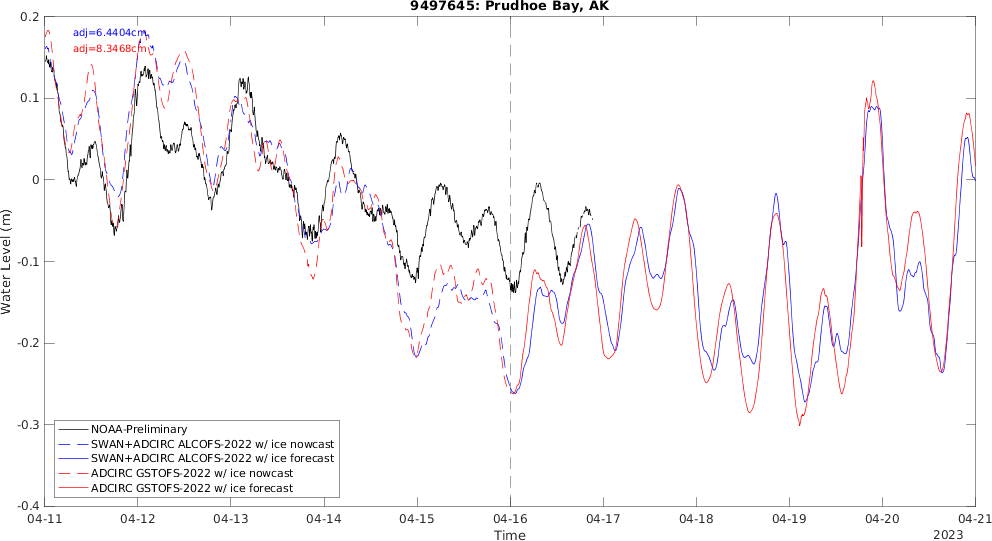 9497645: Prudhoe Bay, AK
adj=6.4404cm
adj=8.3468cm
0.2
0.1
0
-0.1
-0.2
-0.3
-0.4
Water Level (m)
NOAA-Preliminary
SWAN+ADCIRC ALCOFS-2022 w/ ice nowcast
SWAN+ADCIRC ALCOFS-2022 w/ ice forecast
ADCIRC GSTOFS-2022 w/ ice nowcast
ADCIRC GSTOFS-2022 w/ ice forecast
04-11 04-12 04-13 04-14 04-15 04-16 04-17 04-18 04-19 04-20 04-21
Time
2023